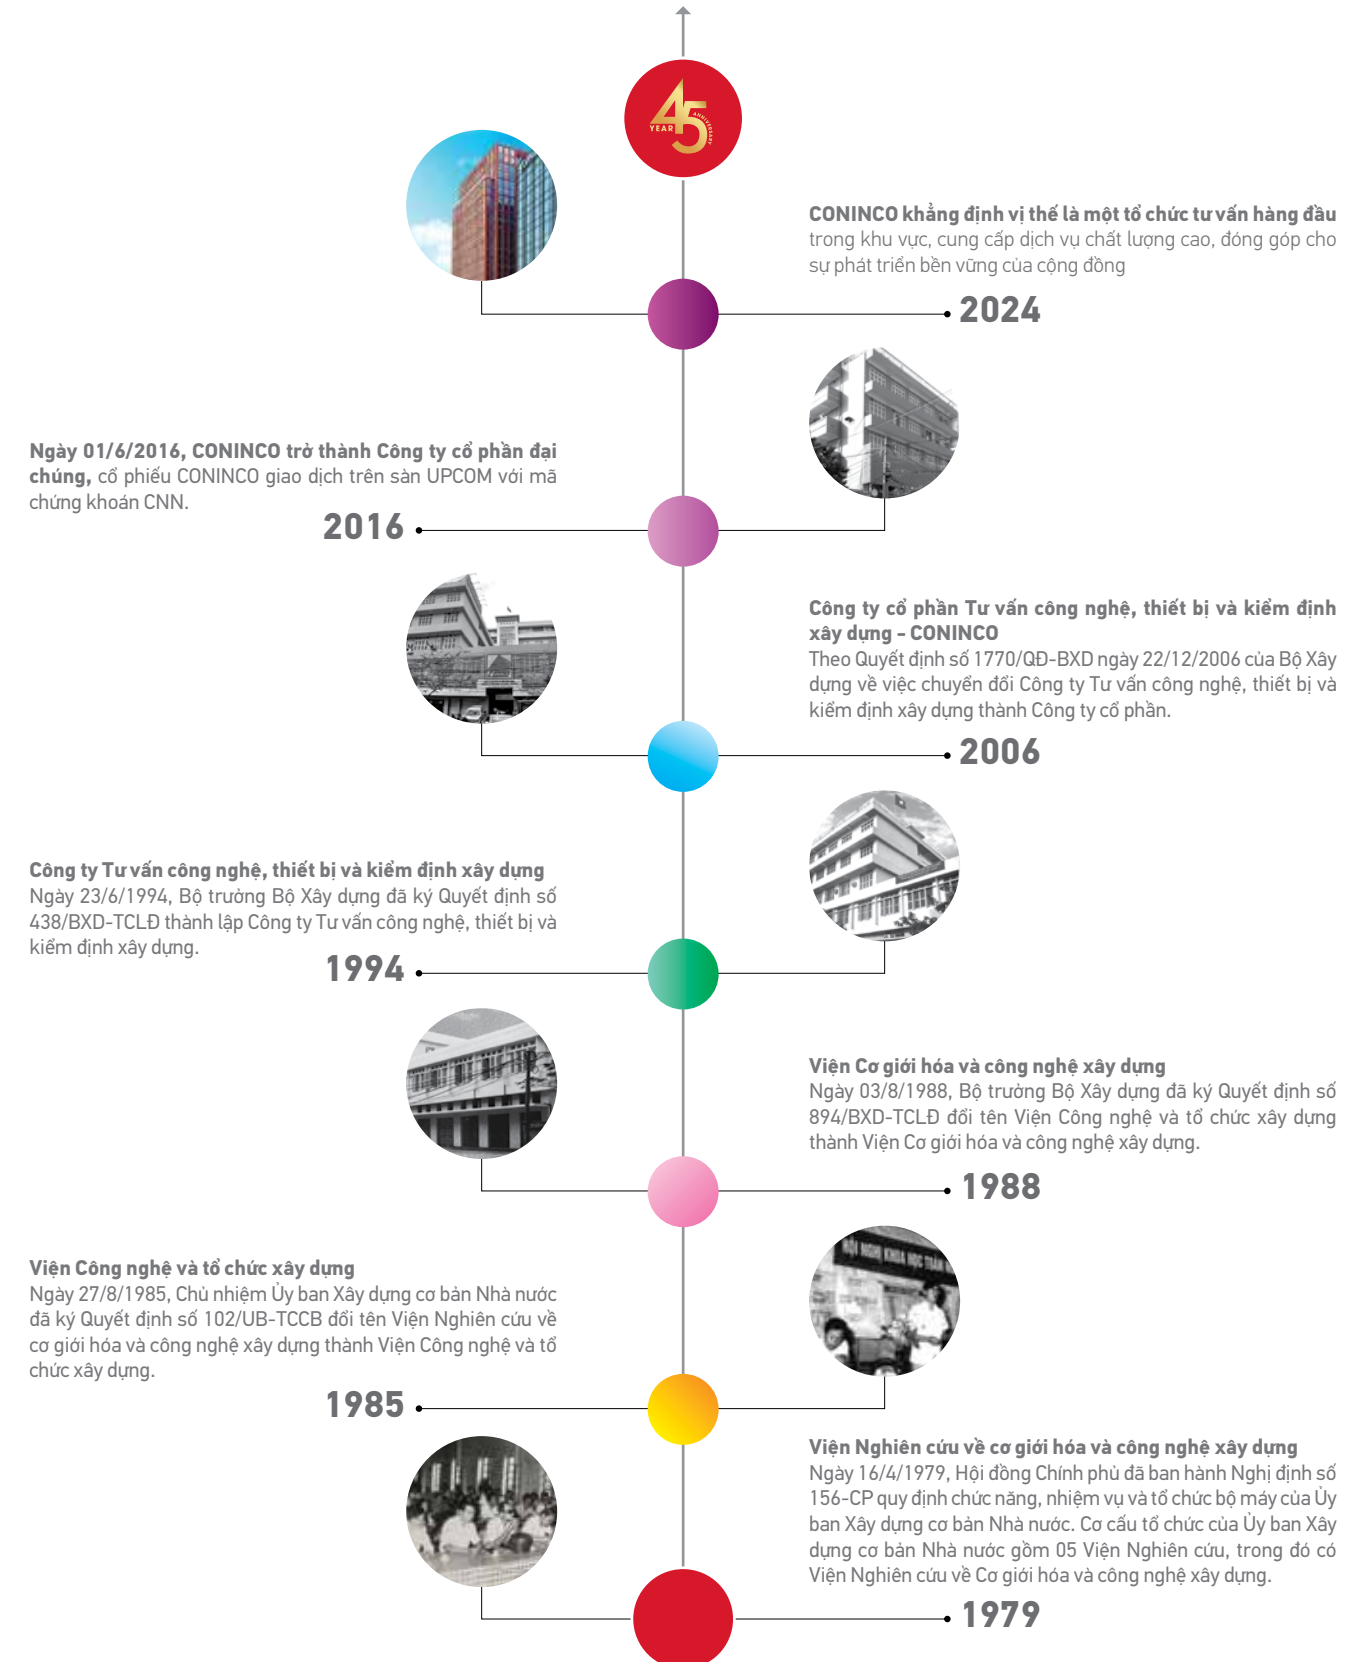 45
YEAR
ANNIVERSARY
CONINCO khẳng định vị thế là một tổ chức tư vấn hàng đầu
trong khu vực, cung cấp dịch vụ chất lượng cao, đóng góp cho
sự phát triển bền vững của cộng đồng
2024
Ngày 01/6/2016, CONINCO trở thành Công ty cổ phần đại
chúng, cổ phiếu CONINCO giao dịch trên sàn UPCOM với mã
chứng khoán CNN.
2016
Công ty cổ phần Tư vấn công nghệ, thiết bị và kiểm định
xây dựng - CONINCO
Theo Quyết định số 1770/QĐ-BXD ngày 22/12/2006 của Bộ Xây
dựng về việc chuyển đổi Công ty Tư vấn công nghệ, thiết bị và
kiểm định xây dựng thành Công ty cổ phần.
2006
Công ty Tư vấn công nghệ, thiết bị và kiểm định xây dựng
Ngày 23/6/1994, Bộ trưởng Bộ Xây dựng đã ký Quyết định số
438/BXD-TCLĐ thành lập Công ty Tư vấn công nghệ, thiết bị và
kiểm định xây dựng.
1994
Viện Cơ giới hóa và công nghệ xây dựng
Ngày 03/8/1988, Bộ trưởng Bộ Xây dựng đã ký Quyết định số
894/BXD-TCLĐ đổi tên Viện Công nghệ và tổ chức xây dựng
thành Viện Cơ giới hóa và công nghệ xây dựng.
1988
HỘI NGHỊ KHOA HỌC TOÀN
Viện Công nghệ và tổ chức xây dựng
Ngày 27/8/1985, Chủ nhiệm Ủy ban Xây dựng cơ bản Nhà nước
đã ký Quyết định số 102/UB-TCCB đổi tên Viện Nghiên cứu về
cơ giới hóa và công nghệ xây dựng thành Viện Công nghệ và tổ
chức xây dựng.
1985
Viện Nghiên cứu về cơ giới hóa và công nghệ xây dựng
Ngày 16/4/1979, Hội đồng Chính phủ đã ban hành Nghị định số
156-CP quy định chức năng, nhiệm vụ và tổ chức bộ máy của Ủy
ban Xây dựng cơ bản Nhà nước. Cơ cấu tổ chức của Ủy ban Xây
dựng cơ bản Nhà nước gồm 05 Viện Nghiên cứu, trong đó có
Viện Nghiên cứu về Cơ giới hóa và công nghệ xây dựng.
1979